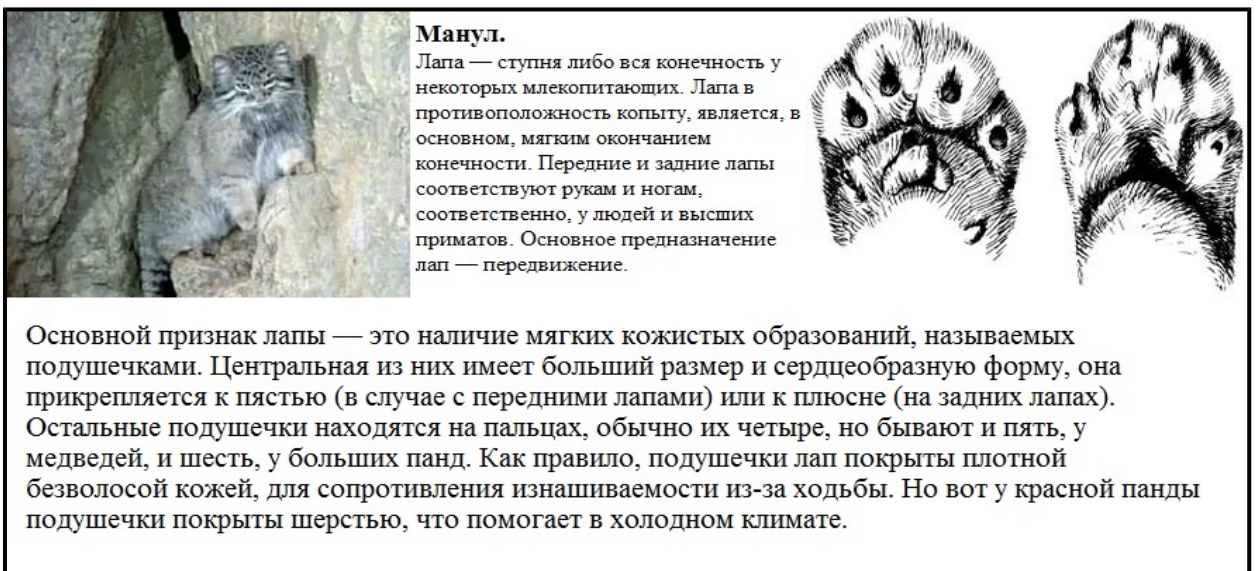 Манул.
Лапа — ступня либо вся конечность у
некоторых млекопитающих. Лапа в
противоположность копыту, является, в
основном, мягким окончанием
конечности. Передние и задние лапы
соответствуют рукам и ногам,
соответственно, у людей и высших
приматов. Основное предназначение
лап — передвижение.
Основной признак лапы — это наличие мягких кожистых образований, называемых
подушечками. Центральная из них имеет больший размер и сердцеобразную форму, она
прикрепляется к пястью (в случае с передними лапами) или к плюсне (на задних лапах).
Остальные подушечки находятся на пальцах, обычно их четыре, но бывают и пять, у
медведей, и шесть, у больших панд. Как правило, подушечки лап покрыты плотной
безволосой кожей, для сопротивления изнашиваемости из-за ходьбы. Но вот у красной панды
подушечки покрыты шерстью, что помогает в холодном климате.